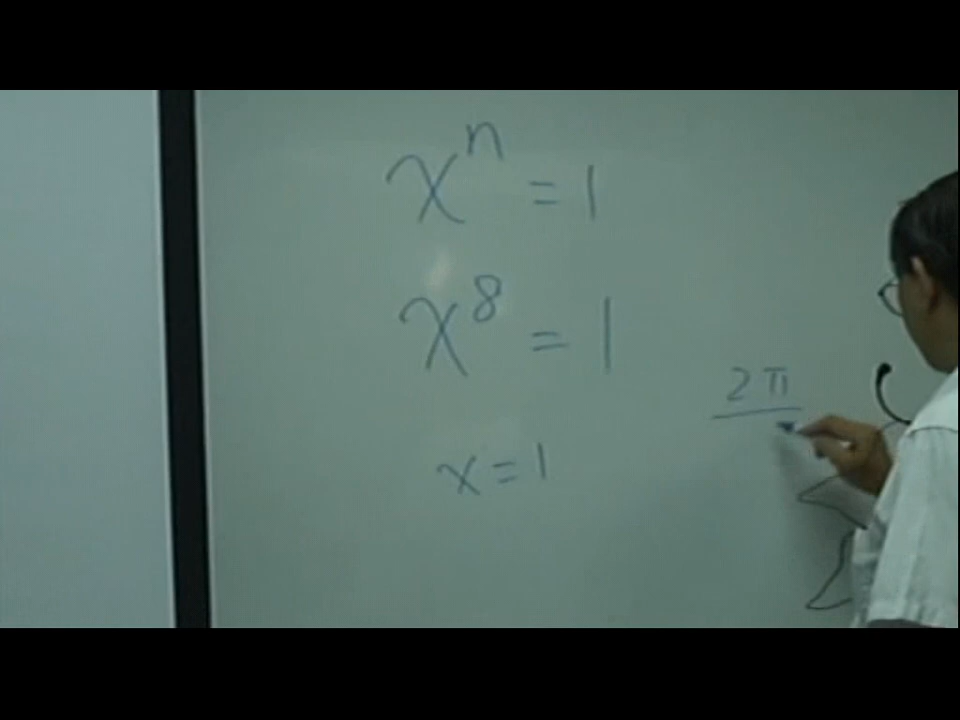 xⁿ = 1
x⁸ = 1
2π
x = 1